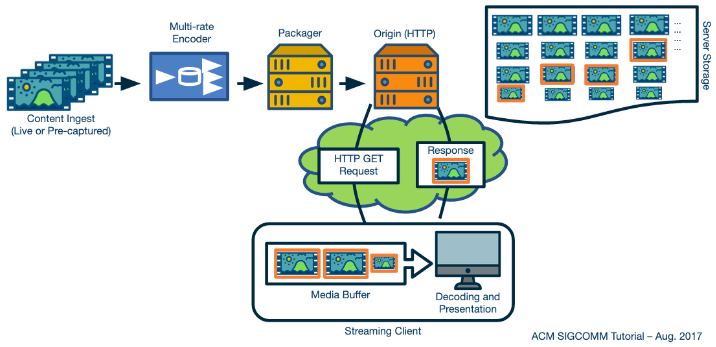 Multi-rate
Encoder
Packager
Origin (HTTP)
Server Storage
Content Ingest
(Live or Pre-captured)
HTTP GET
Request
Response
Media Buffer
Decoding and
Presentation
Streaming Client
ACM SIGCOMM Tutorial – Aug. 2017